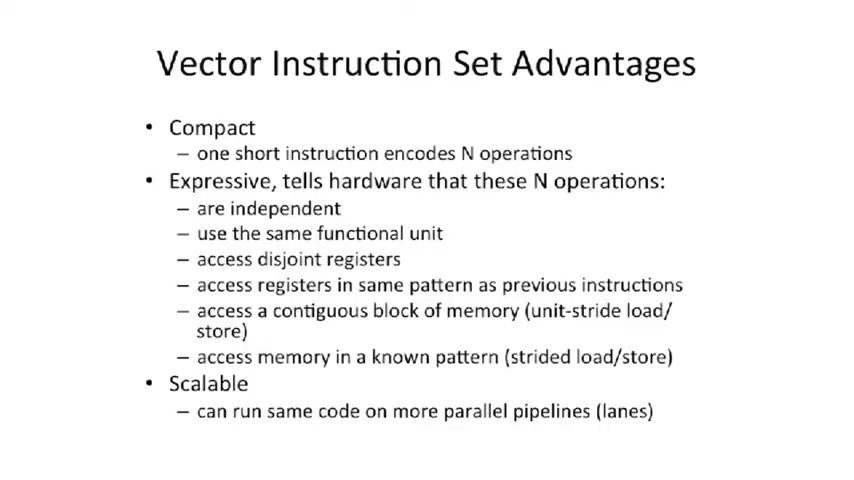 Vector Instruction Set Advantages
• Compact
– one short instruction encodes N operations
• Expressive, tells hardware that these N operations:
– are independent
– use the same functional unit
– access disjoint registers
– access registers in same pattern as previous instructions
– access a contiguous block of memory (unit-stride load/
store)
– access memory in a known pattern (strided load/store)
• Scalable
– can run same code on more parallel pipelines (lanes)